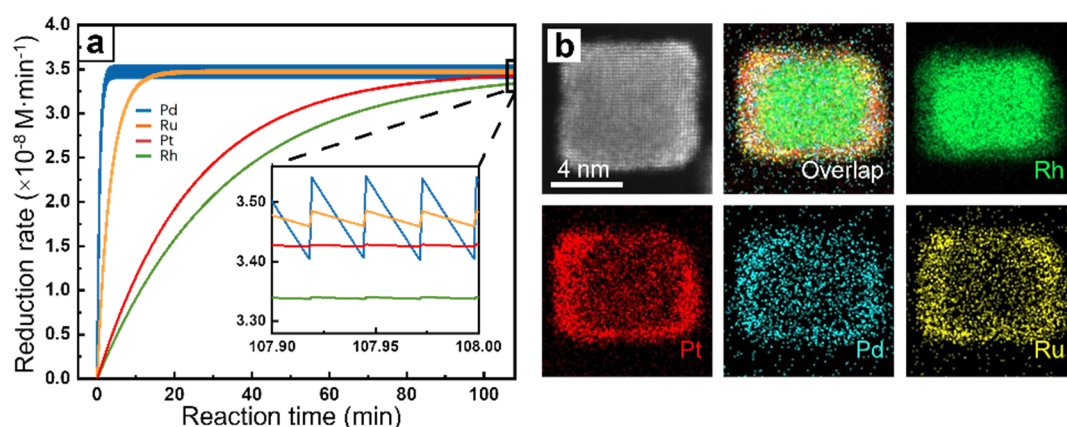 a
Reduction rate (×10⁻⁸ M·min⁻¹)
4.0
3.5
3.0
2.5
2.0
1.5
1.0
0.5
0.0
Pd
Ru
Pt
Rh
3.50
3.40
3.30
107.90
107.95
108.00
0
20
40
60
80
100
Reaction time (min)
b
4 nm
Overlap
Rh
Pt
Pd
Ru